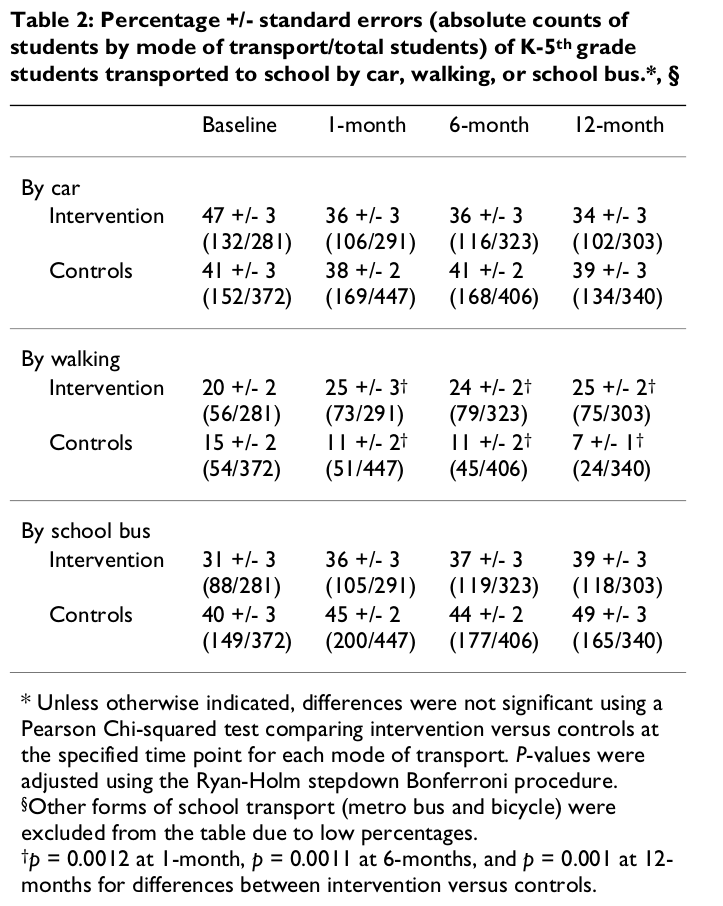 Table 2: Percentage +/- standard errors (absolute counts of
students by mode of transport/total students) of K-5th grade
students transported to school by car, walking, or school bus.*, §
Baseline 1-month 6-month 12-month
By car
Intervention 47 +/- 3 36 +/- 3 36 +/- 3 34 +/- 3
(132/281) (106/291) (116/323) (102/303)
Controls 41 +/- 3 38 +/- 2 41 +/- 2 39 +/- 3
(152/372) (169/447) (168/406) (134/340)
By walking
Intervention 20 +/- 2 25 +/- 3† 24 +/- 2† 25 +/- 2†
(56/281) (73/291) (79/323) (75/303)
Controls 15 +/- 2 11 +/- 2† 11 +/- 2† 7 +/- 1†
(54/372) (51/447) (45/406) (24/340)
By school bus
Intervention 31 +/- 3 36 +/- 3 37 +/- 3 39 +/- 3
(88/281) (105/291) (119/323) (118/303)
Controls 40 +/- 3 45 +/- 2 44 +/- 2 49 +/- 3
(149/372) (200/447) (177/406) (165/340)
* Unless otherwise indicated, differences were not significant using a
Pearson Chi-squared test comparing intervention versus controls at
the specified time point for each mode of transport. P-values were
adjusted using the Ryan-Holm stepdown Bonferroni procedure.
§Other forms of school transport (metro bus and bicycle) were
excluded from the table due to low percentages.
†p = 0.0012 at 1-month, p = 0.0011 at 6-months, and p = 0.001 at 12-
months for differences between intervention versus controls.